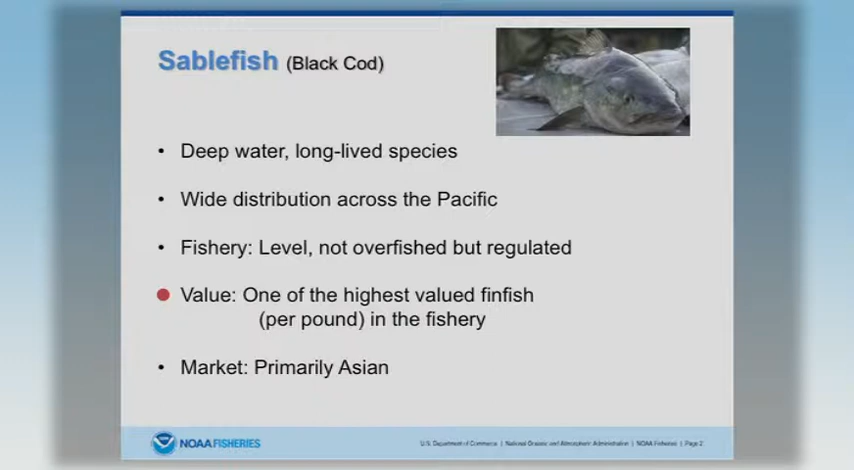 Sablefish (Black Cod)
• Deep water, long-lived species
• Wide distribution across the Pacific
• Fishery: Level, not overfished but regulated
Value: One of the highest valued finfish
(per pound) in the fishery
• Market: Primarily Asian
NOAA FISHERIES
U.S. Department of Commerce | National Oceanic and Atmospheric Administration | NOAA Fisheries | Page 2